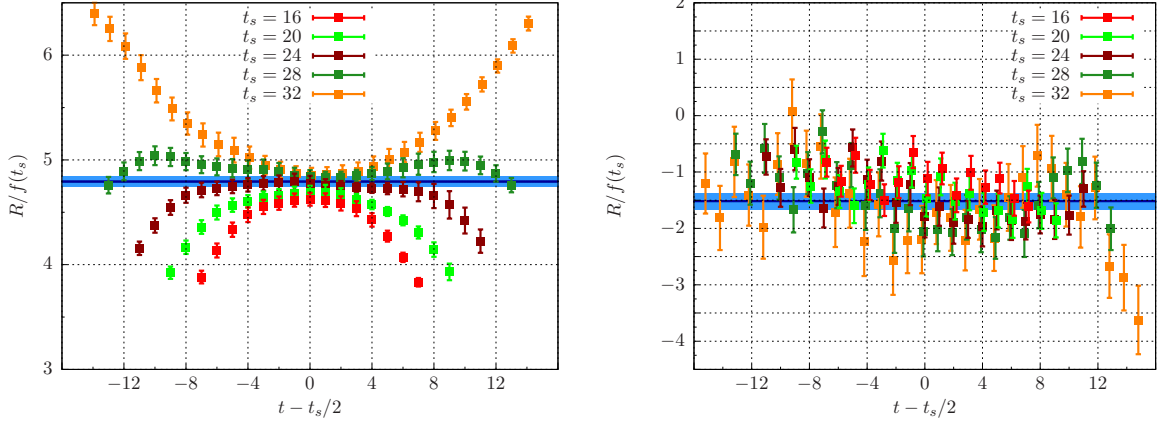 R/f(t_s)
6
5
4
3
−12
−8
−4
0
4
8
12
t − t_s/2
t_s = 16
t_s = 20
t_s = 24
t_s = 28
t_s = 32
R/f(t_s)
2
1
0
−1
−2
−3
−4
−12
−8
−4
0
4
8
12
t − t_s/2
t_s = 16
t_s = 20
t_s = 24
t_s = 28
t_s = 32